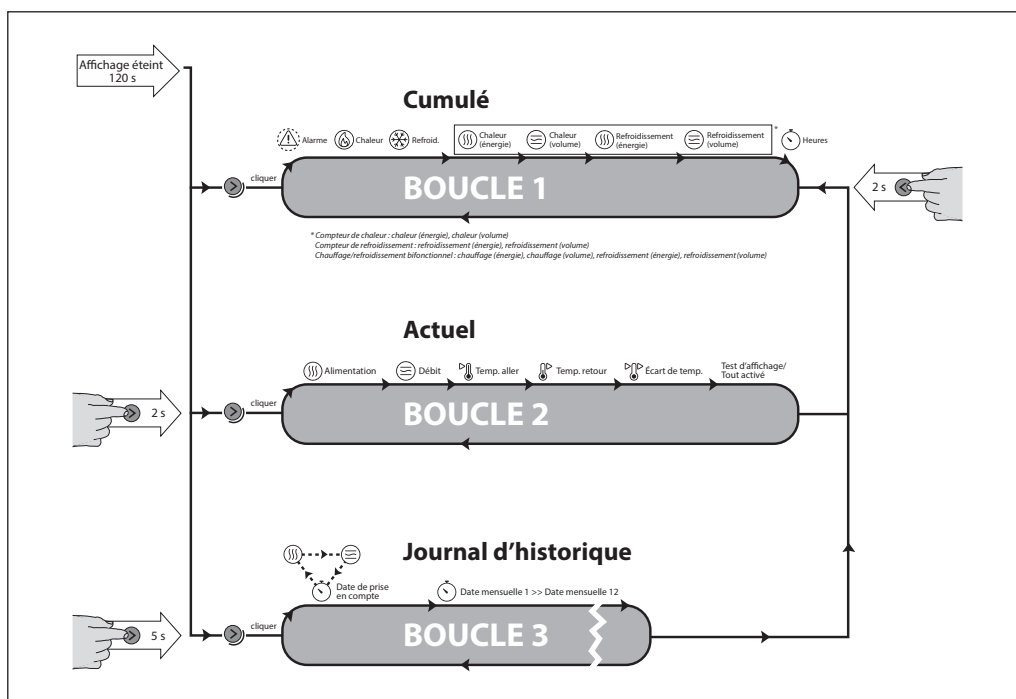 Affichage éteint
120 s
Cumulé
Alarme
Chaleur
Refroid.
Chaleur
(énergie)
Chaleur
(volume)
Refroidissement
(énergie)
Refroidissement
(volume)
*
Heures
cliquer
BOUCLE 1
2 s
* Compteur de chaleur : chaleur (énergie), chaleur (volume)
Compteur de refroidissement : refroidissement (énergie), refroidissement (volume)
Chauffage/refroidissement bifonctionnel : chauffage (énergie), chauffage (volume), refroidissement (énergie), refroidissement (volume)
Actuel
Alimentation
Débit
Temp. aller
Temp. retour
Écart de temp.
Test d'affichage/
Tout activé
2 s
cliquer
BOUCLE 2
Journal d'historique
Date de prise
en compte
Date mensuelle 1 >> Date mensuelle 12
5 s
cliquer
BOUCLE 3